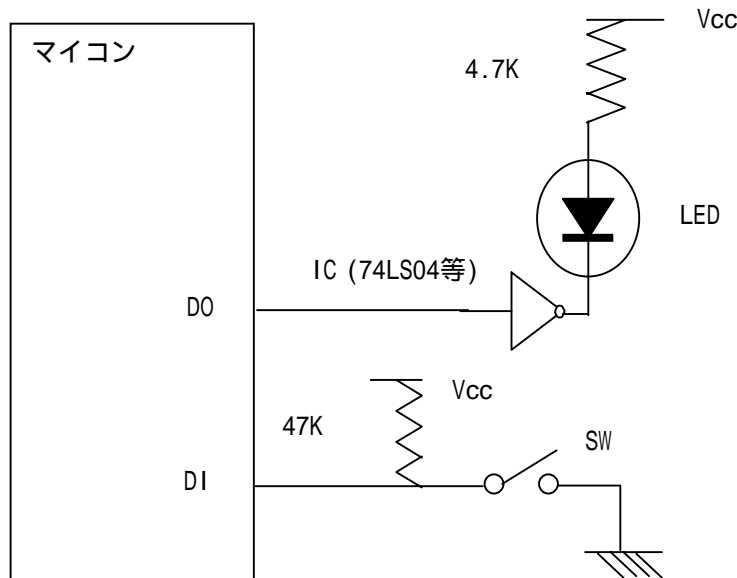 マイコン
Vcc
4.7K
LED
IC (74LS04等)
DO
Vcc
47K
SW
DI